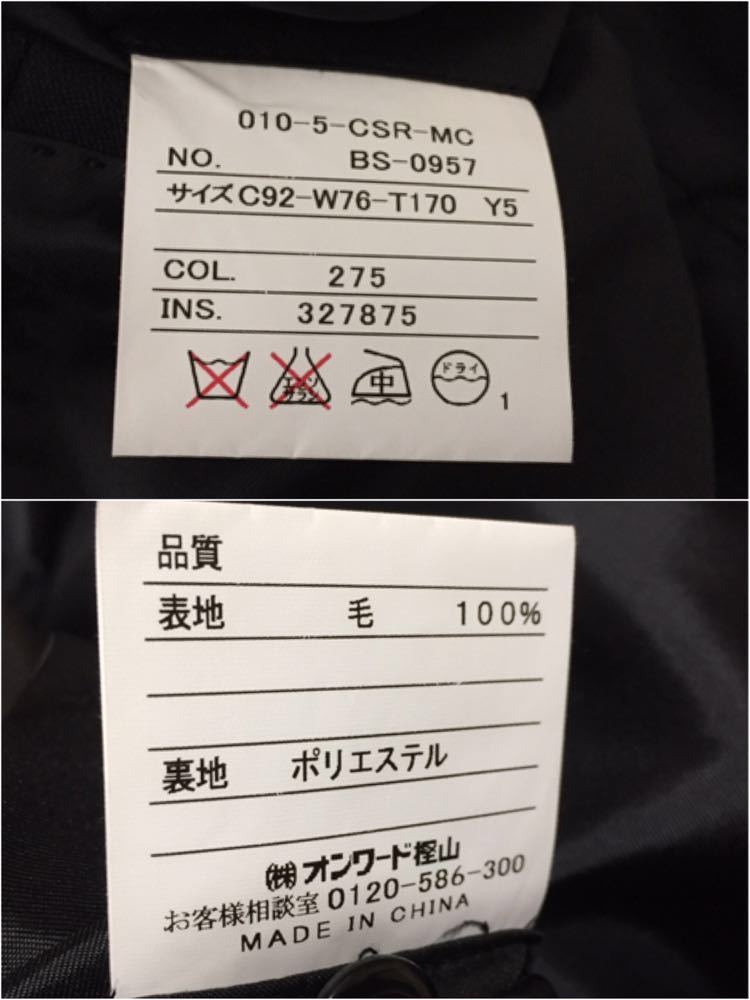 010-5-CSR-MC
NO. BS-0957
サイズ C92-W76-T170 Y5
COL. 275
INS. 327875
エンソ
サラシ
中
ドライ
1
品質
表地 毛 100%
裏地 ポリエステル
㈱オンワード樫山
お客様相談室 0120-586-300
MADE IN CHINA